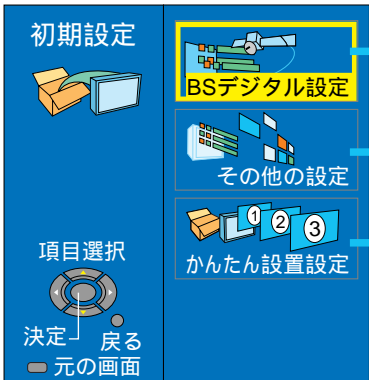 初期設定
BSデジタル設定
その他の設定
1 2 3
かんたん設置設定
項目選択
決定
戻る
元の画面